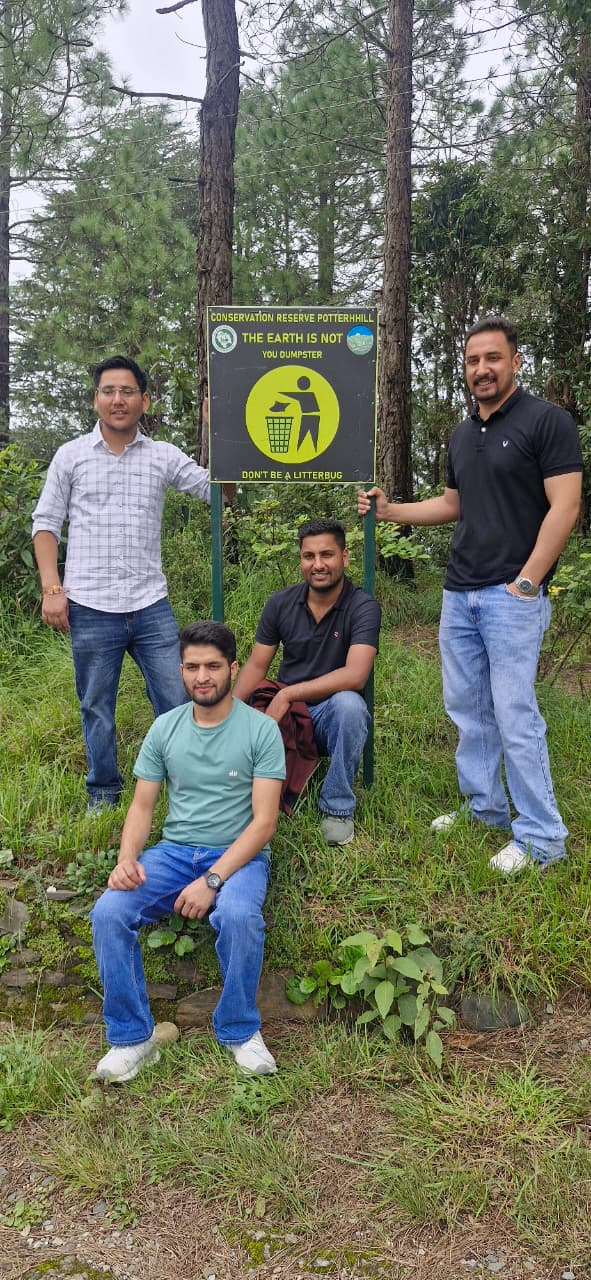 CONSERVATION RESERVE POTTERHHILL
THE EARTH IS NOT
YOU DUMPSTER
DON'T BE A LITTERBUG